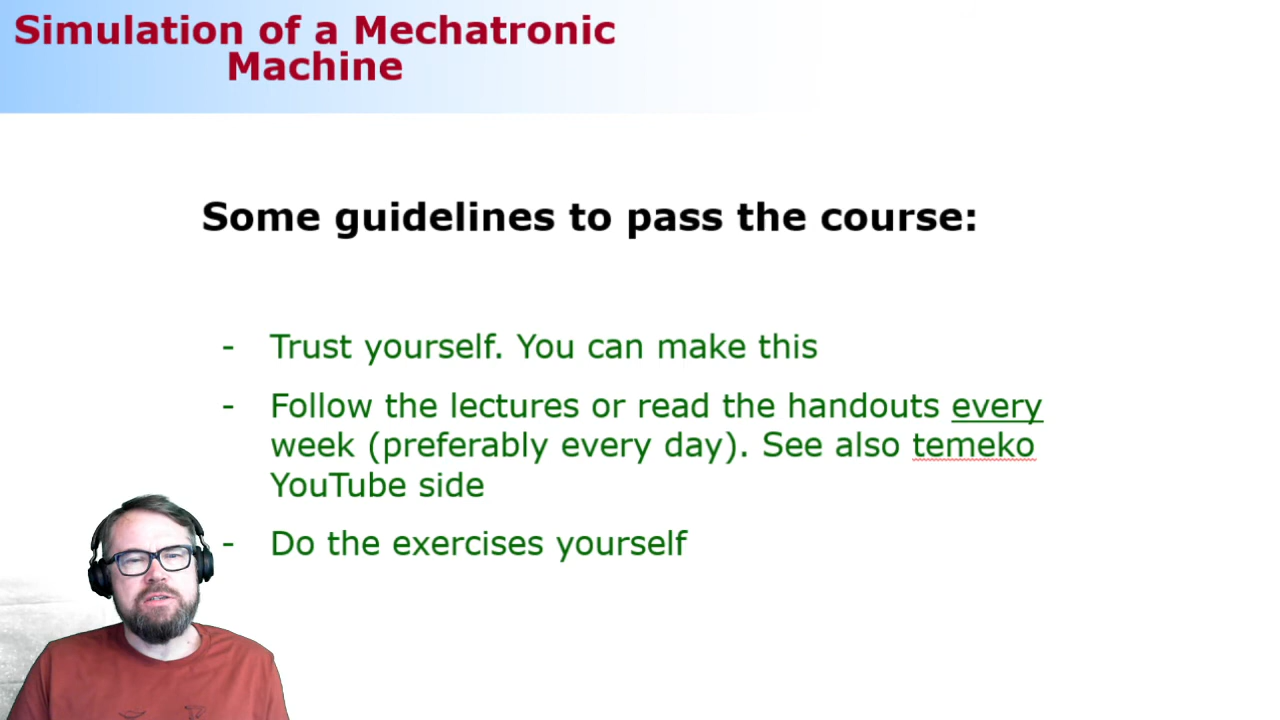 Simulation of a Mechatronic
Machine
Some guidelines to pass the course:
- Trust yourself. You can make this
- Follow the lectures or read the handouts every
week (preferably every day). See also temeko
YouTube side
- Do the exercises yourself